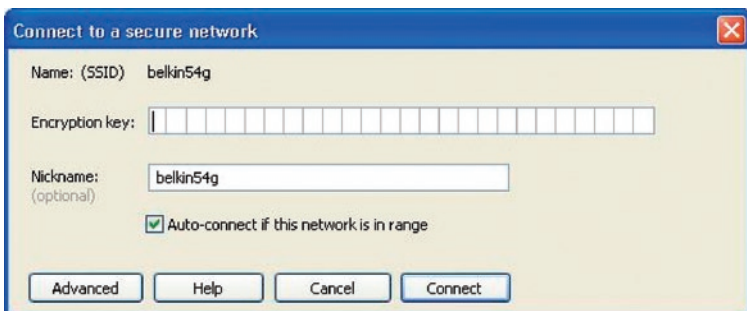 Connect to a secure network
Name: (SSID) belkin54g
Encryption key:
Nickname: belkin54g
(optional)
Auto-connect if this network is in range
Advanced Help Cancel Connect